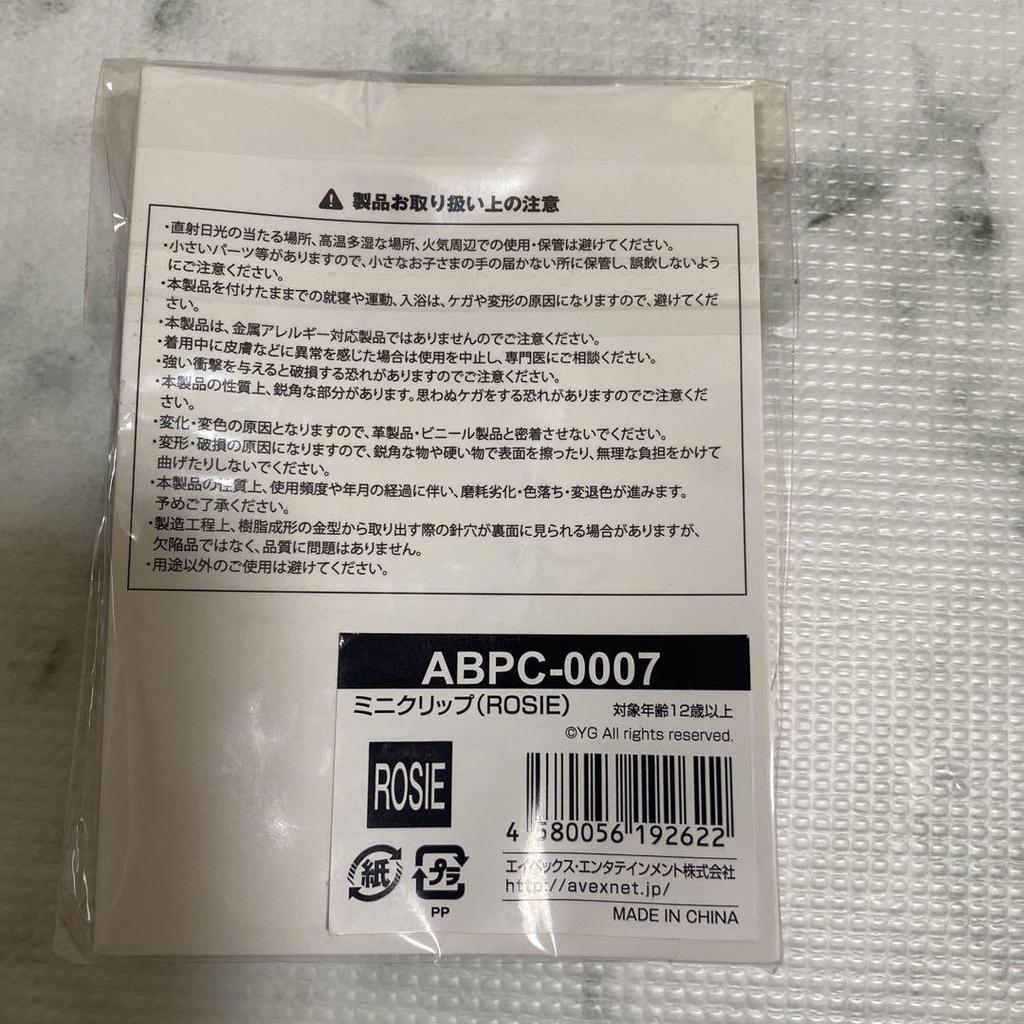 ⚠ 製品お取り扱い上の注意
・直射日光の当たる場所、高温多湿な場所、火気周辺での使用・保管は避けてください。
・小さいパーツ等がありますので、小さなお子さまの手の届かない所に保管し、誤飲しないよう
にご注意ください。
・本製品を付けたままでの就寝や運動、入浴は、ケガや変形の原因になりますので、避けてくだ
さい。
・本製品は、金属アレルギー対応製品ではありませんのでご注意ください。
・着用中に皮膚などに異常を感じた場合は使用を中止し、専門医にご相談ください。
・強い衝撃を与えると破損する恐れがありますのでご注意ください。
・本製品の性質上、鋭角な部分があります。思わぬケガをする恐れがありますのでご注意くだ
さい。
・変化・変色の原因となりますので、革製品・ビニール製品と密着させないでください。
・変形・破損の原因になりますので、鋭角な物や硬い物で表面を擦ったり、無理な負担をかけて
曲げたりしないでください。
・本製品の性質上、使用頻度や年月の経過に伴い、磨耗劣化・色落ち・変退色が進みます。
予めご了承ください。
・製造工程上、樹脂成形の金型から取り出す際の針穴が裏面に見られる場合がありますが、
欠陥品ではなく、品質に問題はありません。
・用途以外のご使用は避けてください。
ABPC-0007
ミニクリップ(ROSIE) 対象年齢12歳以上
©YG All rights reserved.
ROSIE
4 580056 192622
紙 プラ
PP
エイベックス・エンタテインメント株式会社
http://avexnet.jp/
MADE IN CHINA